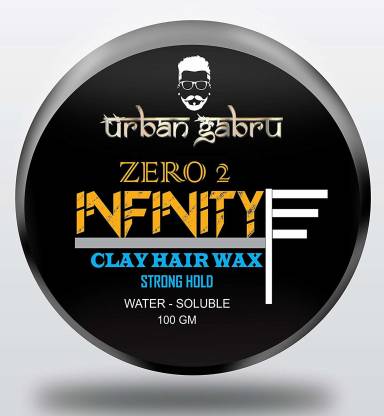 urban gabru
ZERO 2
INFINITY
CLAY HAIR WAX
STRONG HOLD
WATER - SOLUBLE
100 GM